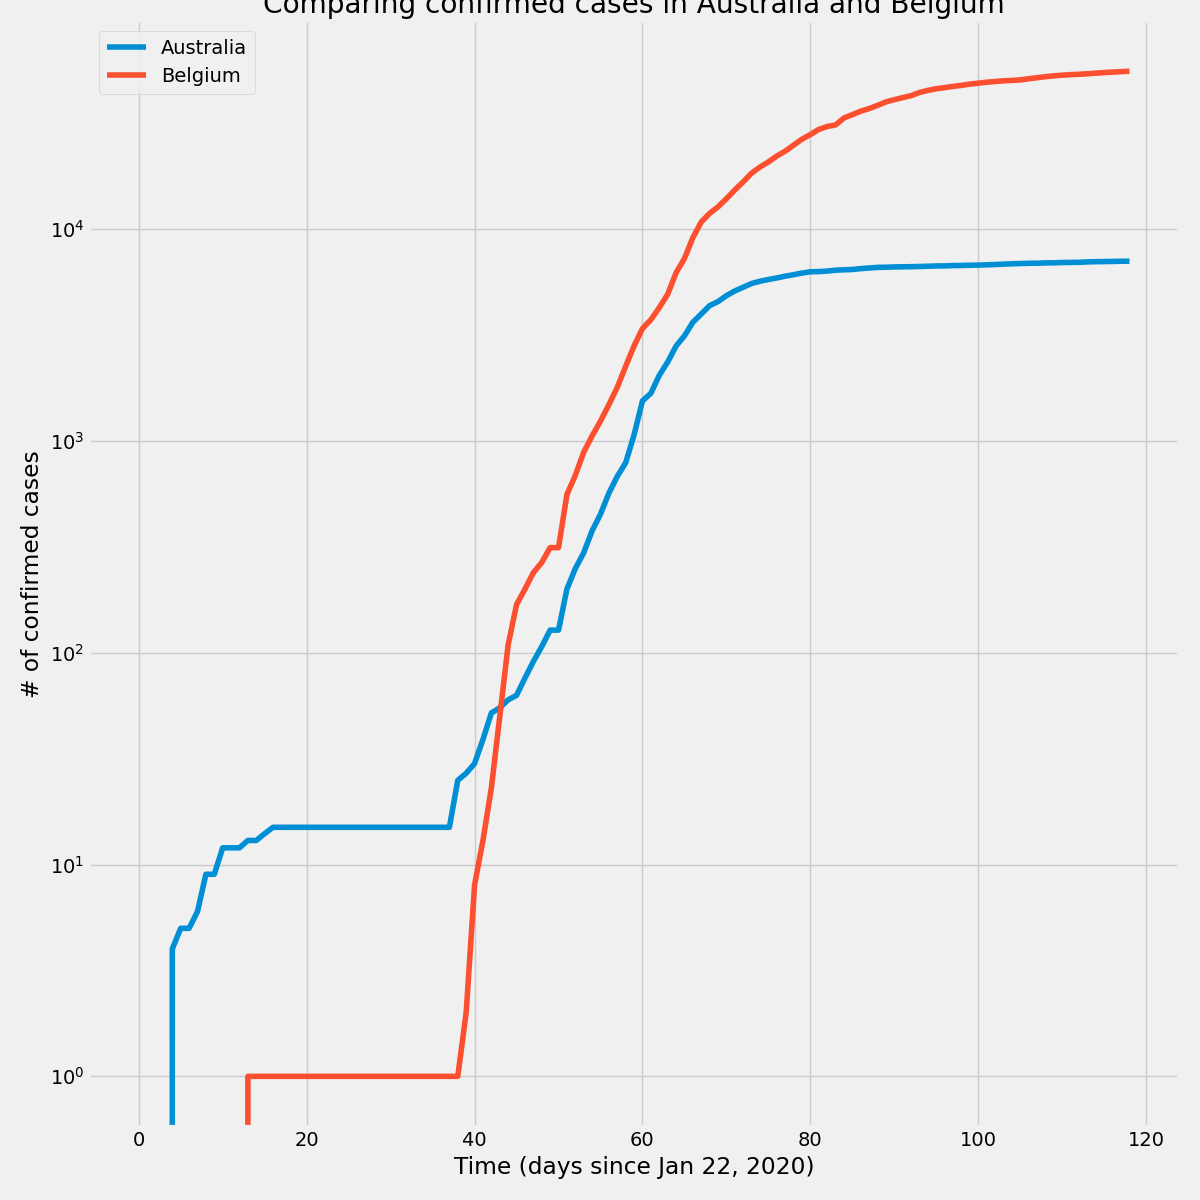 Comparing confirmed cases in Australia and Belgium
Australia
Belgium
10⁴
10³
10²
10¹
10⁰
# of confirmed cases
0 20 40 60 80 100 120
Time (days since Jan 22, 2020)